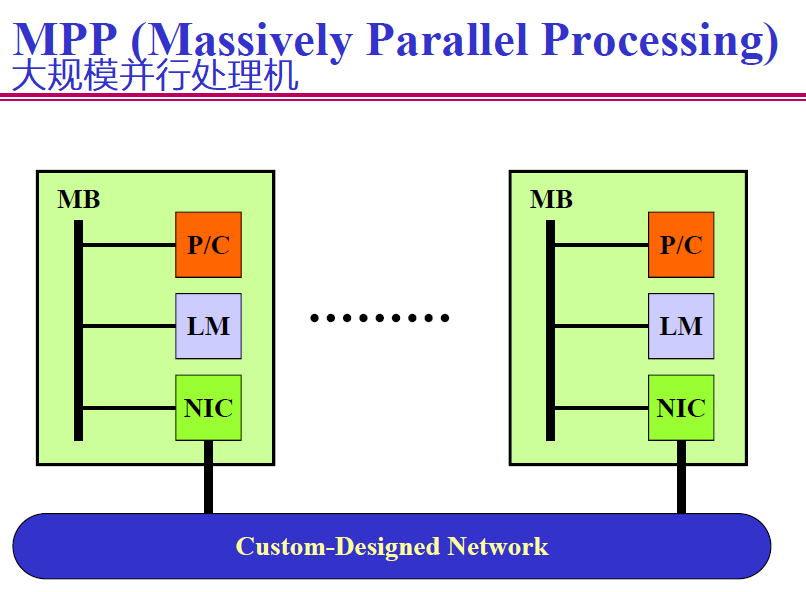 MPP (Massively Parallel Processing)
大规模并行处理机
MB
P/C
LM
NIC
MB
P/C
LM
NIC
Custom-Designed Network